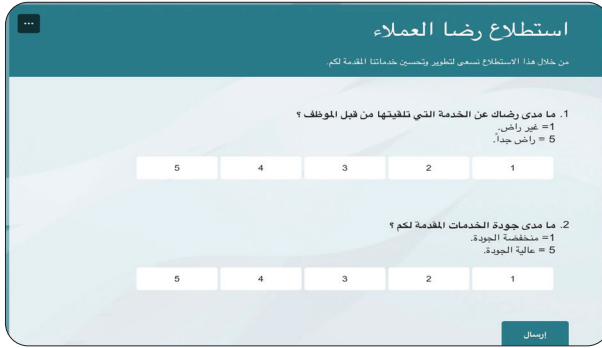 استطلاع رضا العملاء
من خلال هذا الاستطلاع نسعى لتطوير وتحسين خدماتنا المقدمة لكم.
1. ما مدى رضاك عن الخدمة التي تلقيتها من قبل الموظف ؟
1= غير راض.
5 = راض جداً.
1 2 3 4 5
2. ما مدى جودة الخدمات المقدمة لكم ؟
1= منخفضة الجودة.
5 = عالية الجودة.
1 2 3 4 5
إرسال